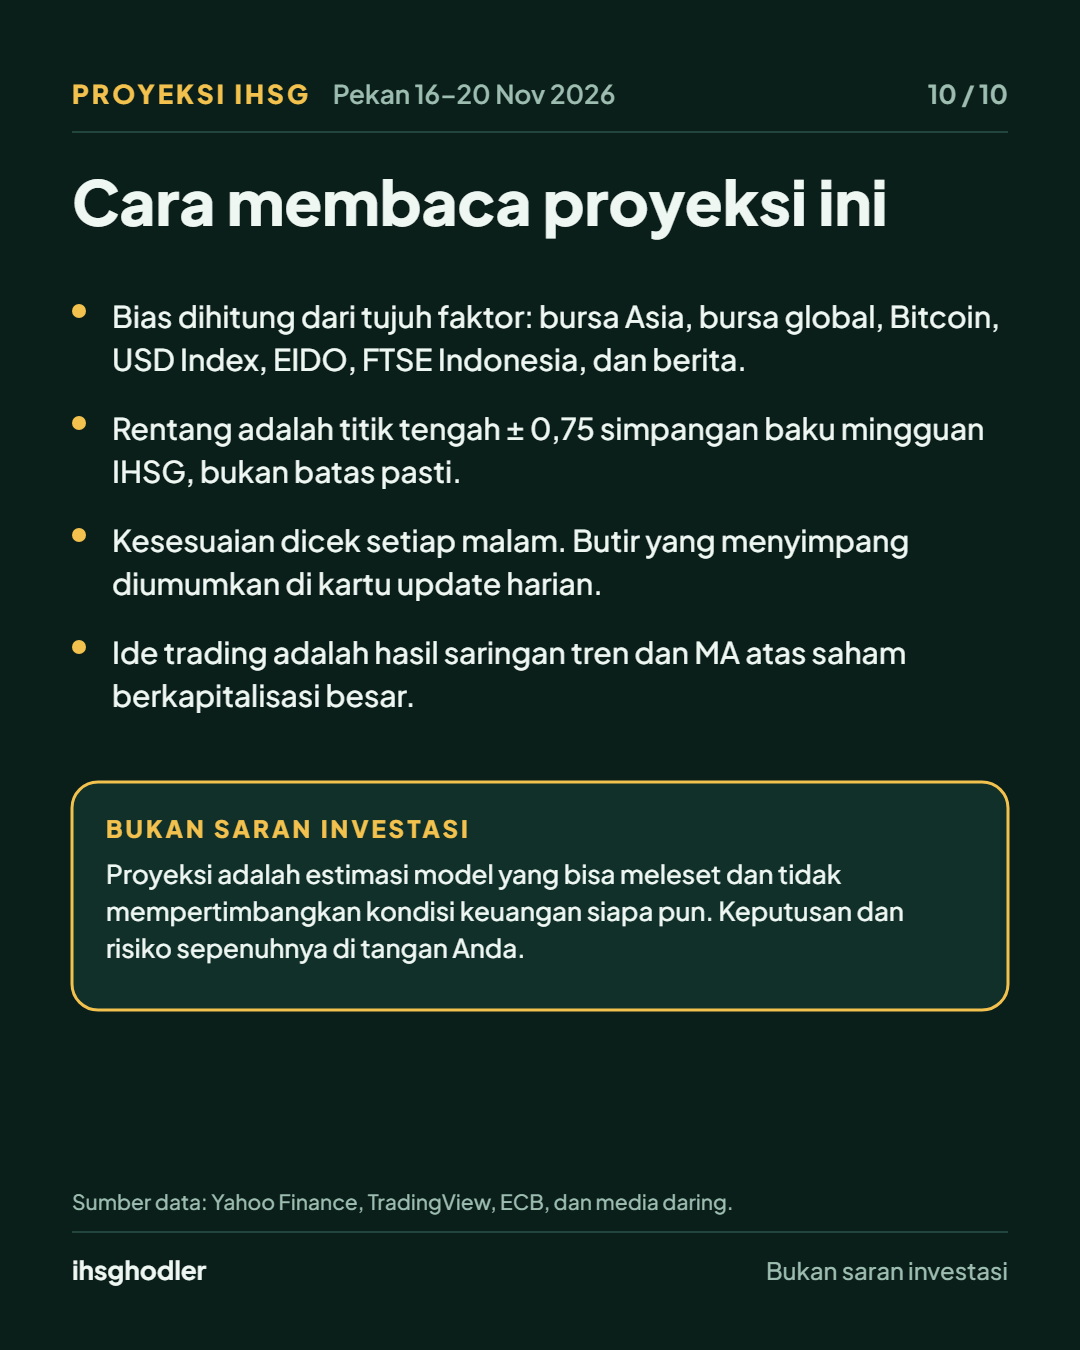 PROYEKSI IHSG Pekan 16–20 Nov 2026 10 / 10
Cara membaca proyeksi ini
Bias dihitung dari tujuh faktor: bursa Asia, bursa global, Bitcoin,
USD Index, EIDO, FTSE Indonesia, dan berita.
Rentang adalah titik tengah ± 0,75 simpangan baku mingguan
IHSG, bukan batas pasti.
Kesesuaian dicek setiap malam. Butir yang menyimpang
diumumkan di kartu update harian.
Ide trading adalah hasil saringan tren dan MA atas saham
berkapitalisasi besar.
BUKAN SARAN INVESTASI
Proyeksi adalah estimasi model yang bisa meleset dan tidak
mempertimbangkan kondisi keuangan siapa pun. Keputusan dan
risiko sepenuhnya di tangan Anda.
Sumber data: Yahoo Finance, TradingView, ECB, dan media daring.
ihsghodler Bukan saran investasi